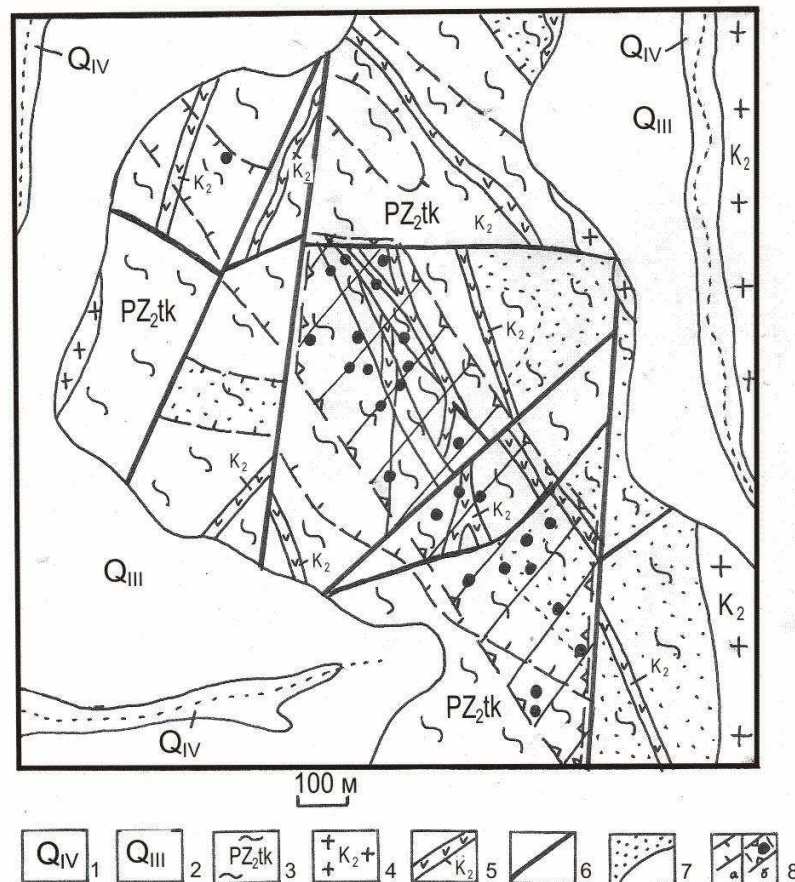 QIV
QIV
QIII
K2
K2
K2
PZ2tk
K2
PZ2tk
K2
K2
K2
K2
QIII
K2
K2
PZ2tk
QIV
100 м
QIV 1 QIII 2 PZ2tk 3 K2 4 K2 5 6 7 а б 8